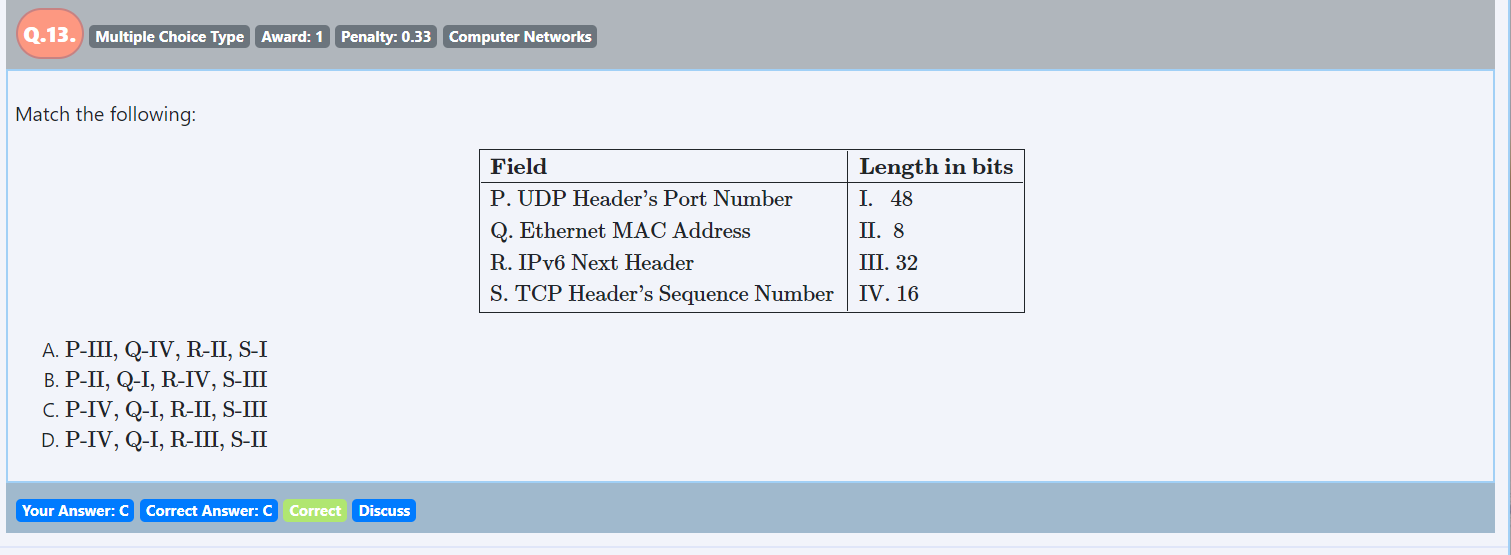 Q.13. Multiple Choice Type Award: 1 Penalty: 0.33 Computer Networks
Match the following:
Field Length in bits
P. UDP Header’s Port Number I. 48
Q. Ethernet MAC Address II. 8
R. IPv6 Next Header III. 32
S. TCP Header’s Sequence Number IV. 16
A. P-III, Q-IV, R-II, S-I
B. P-II, Q-I, R-IV, S-III
C. P-IV, Q-I, R-II, S-III
D. P-IV, Q-I, R-III, S-II
Your Answer: C Correct Answer: C Correct Discuss